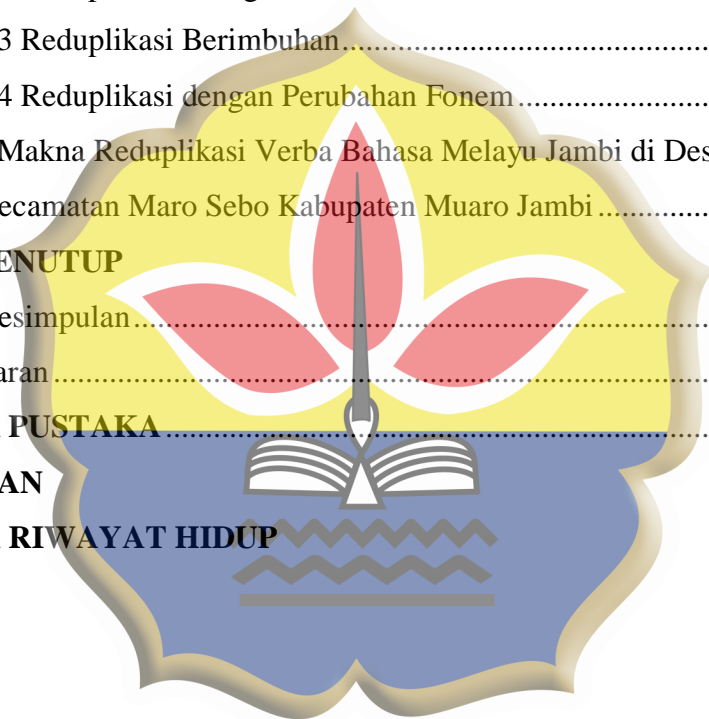 3 Reduplikasi Berimbuhan................................................
4 Reduplikasi dengan Perubahan Fonem.........................
Makna Reduplikasi Verba Bahasa Melayu Jambi di Des
ecamatan Maro Sebo Kabupaten Muaro Jambi..............
ENUTUP
esimpulan........................................................................
aran..................................................................................
PUSTAKA......................................................................
AN
RIWAYAT HIDUP